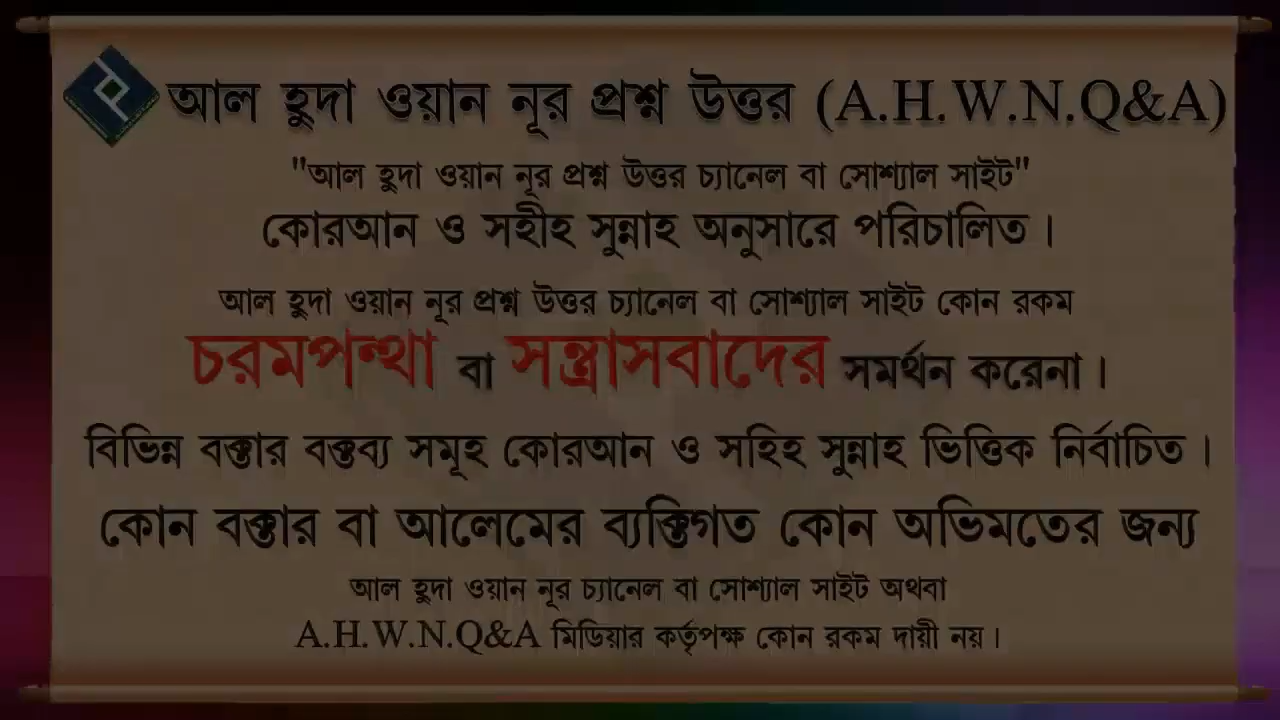 আল হুদা ওয়ান নূর প্রশ্ন উত্তর (A.H.W.N.Q&A)
"আল হুদা ওয়ান নূর প্রশ্ন উত্তর চ্যানেল বা সোশ্যাল সাইট"
কোরআন ও সহীহ সুন্নাহ অনুসারে পরিচালিত।
আল হুদা ওয়ান নূর প্রশ্ন উত্তর চ্যানেল বা সোশ্যাল সাইট কোন রকম
চরমপন্থা বা সন্ত্রাসবাদের সমর্থন করেনা।
বিভিন্ন বক্তার বক্তব্য সমূহ কোরআন ও সহিহ সুন্নাহ ভিত্তিক নির্বাচিত।
কোন বক্তার বা আলেমের ব্যক্তিগত কোন অভিমতের জন্য
আল হুদা ওয়ান নূর চ্যানেল বা সোশ্যাল সাইট অথবা
A.H.W.N.Q&A মিডিয়ার কর্তৃপক্ষ কোন রকম দায়ী নয়।